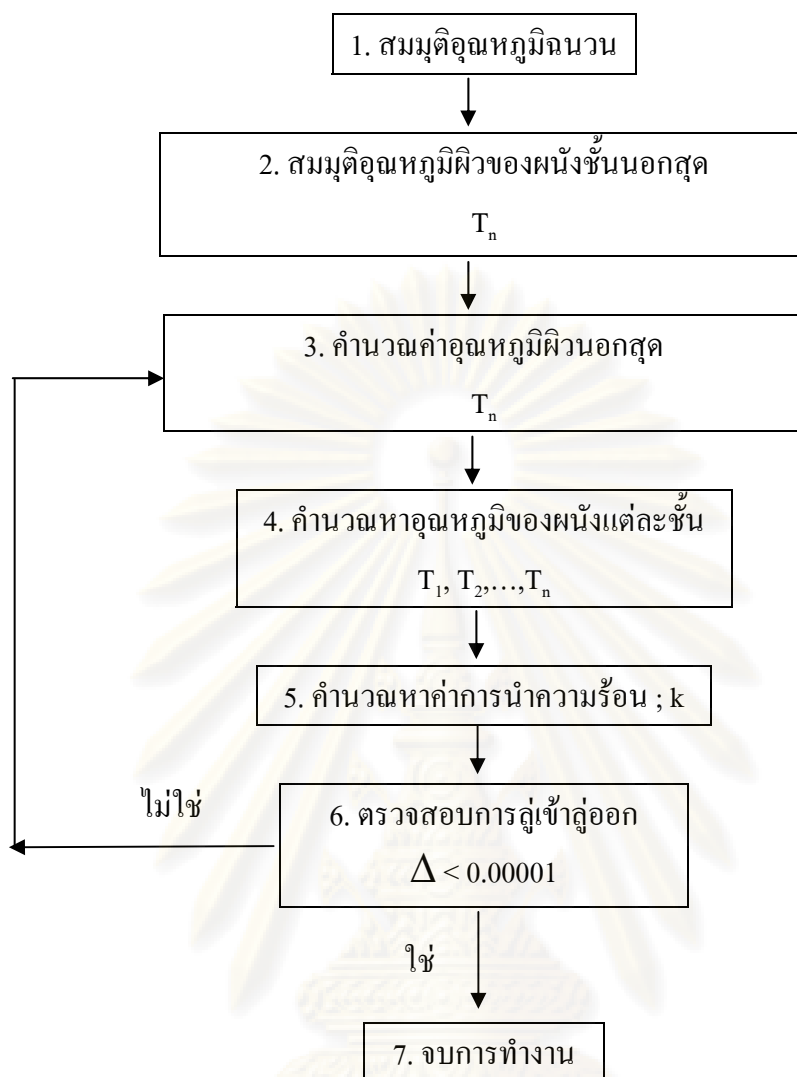 1. สมมุติอุณหภูมิฉนวน
2. สมมุติอุณหภูมิผิวของผนังชั้นนอกสุด
Tn
3. คำนวณค่าอุณหภูมิผิวนอกสุด
Tn
4. คำนวณหาอุณหภูมิของผนังแต่ละชั้น
T1, T2,…,Tn
5. คำนวณหาค่าการนำความร้อน ; k
ไม่ใช่
6. ตรวจสอบการลู่เข้าลู่ออก
Δ < 0.00001
ใช่
7. จบการทำงาน